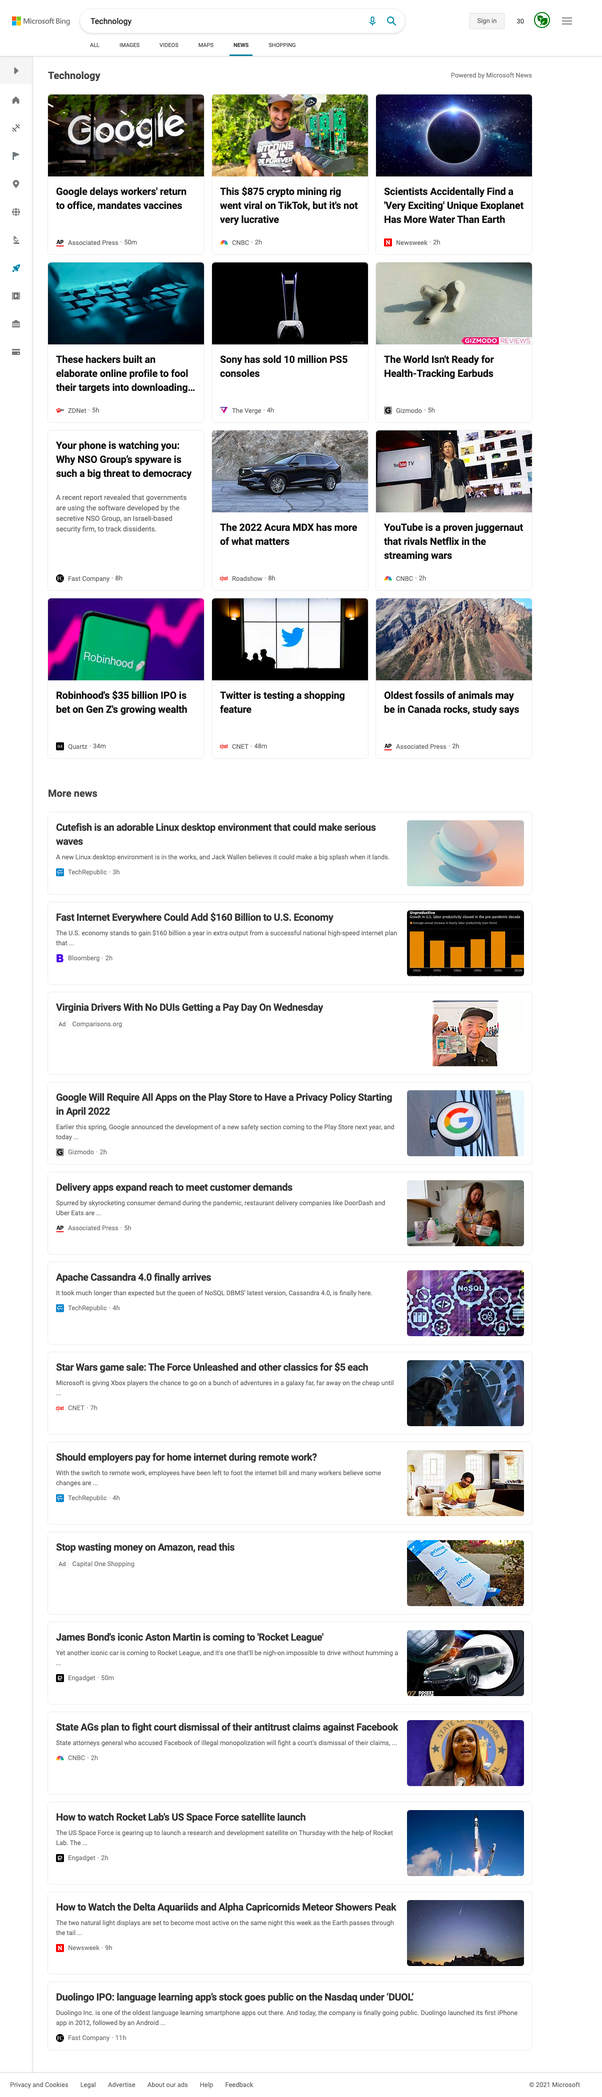 Microsoft Bing
Technology
Sign in
30
ALL
IMAGES
VIDEOS
MAPS
NEWS
SHOPPING
Technology
Powered by Microsoft News
Google
Google delays workers' return
to office, mandates vaccines
AP Associated Press · 50m
BITCOINS
FOREVER
This $875 crypto mining rig
went viral on TikTok, but it's not
very lucrative
CNBC · 2h
Scientists Accidentally Find a
'Very Exciting' Unique Exoplanet
Has More Water Than Earth
N Newsweek · 2h
These hackers built an
elaborate online profile to fool
their targets into downloading...
ZDNet · 5h
Sony has sold 10 million PS5
consoles
The Verge · 4h
GIZMODO REVIEWS
The World Isn't Ready for
Health-Tracking Earbuds
G Gizmodo · 5h
Your phone is watching you:
Why NSO Group's spyware is
such a big threat to democracy
A recent report revealed that governments
are using the software developed by the
secretive NSO Group, an Israeli-based
security firm, to track dissidents.
Fast Company · 8h
The 2022 Acura MDX has more
of what matters
Roadshow · 8h
YouTube TV
YouTube is a proven juggernaut
that rivals Netflix in the
streaming wars
CNBC · 2h
Robinhood
Robinhood's $35 billion IPO is
bet on Gen Z's growing wealth
Quartz · 34m
Twitter is testing a shopping
feature
CNET · 48m
Oldest fossils of animals may
be in Canada rocks, study says
AP Associated Press · 2h
More news
Cutefish is an adorable Linux desktop environment that could make serious
waves
A new Linux desktop environment is in the works, and Jack Wallen believes it could make a big splash when it lands.
TechRepublic · 3h
Fast Internet Everywhere Could Add $160 Billion to U.S. Economy
The U.S. economy stands to gain $160 billion a year in extra output from a successful national high-speed internet plan
that ...
B Bloomberg · 2h
Unproductive
Growth in U.S. labor productivity slowed in the pre-pandemic decade
Virginia Drivers With No DUIs Getting a Pay Day On Wednesday
Ad Comparisons.org
Google Will Require All Apps on the Play Store to Have a Privacy Policy Starting
in April 2022
Earlier this spring, Google announced the development of a new safety section coming to the Play Store next year, and
today ...
G Gizmodo · 2h
G
Delivery apps expand reach to meet customer demands
Spurred by skyrocketing consumer demand during the pandemic, restaurant delivery companies like DoorDash and
Uber Eats are ...
AP Associated Press · 5h
Apache Cassandra 4.0 finally arrives
It took much longer than expected but the queen of NoSQL DBMS' latest version, Cassandra 4.0, is finally here.
TechRepublic · 4h
NoSQL
Star Wars game sale: The Force Unleashed and other classics for $5 each
Microsoft is giving Xbox players the chance to go on a bunch of adventures in a galaxy far, far away on the cheap until
...
CNET · 7h
Should employers pay for home internet during remote work?
With the switch to remote work, employees have been left to foot the internet bill and many workers believe some
changes are ...
TechRepublic · 4h
Stop wasting money on Amazon, read this
Ad Capital One Shopping
prime
prime
James Bond's iconic Aston Martin is coming to 'Rocket League'
Yet another iconic car is coming to Rocket League, and it's one that'll be nigh-on impossible to drive without humming a
...
Engadget · 50m
State AGs plan to fight court dismissal of their antitrust claims against Facebook
State attorneys general who accused Facebook of illegal monopolization will fight a court's dismissal of their claims, ...
CNBC · 2h
STATE OF NEW YORK
How to watch Rocket Lab's US Space Force satellite launch
The US Space Force is gearing up to launch a research and development satellite on Thursday with the help of Rocket
Lab. The ...
Engadget · 2h
How to Watch the Delta Aquariids and Alpha Capricornids Meteor Showers Peak
The two natural light displays are set to become most active on the same night this week as the Earth passes through
the tail ...
N Newsweek · 9h
Duolingo IPO: language learning app's stock goes public on the Nasdaq under 'DUOL'
Duolingo Inc. is one of the oldest language learning smartphone apps out there. And today, the company is finally going public. Duolingo launched its first iPhone
app in 2012, followed by an Android ...
Fast Company · 11h
Privacy and Cookies
Legal
Advertise
About our ads
Help
Feedback
© 2021 Microsoft